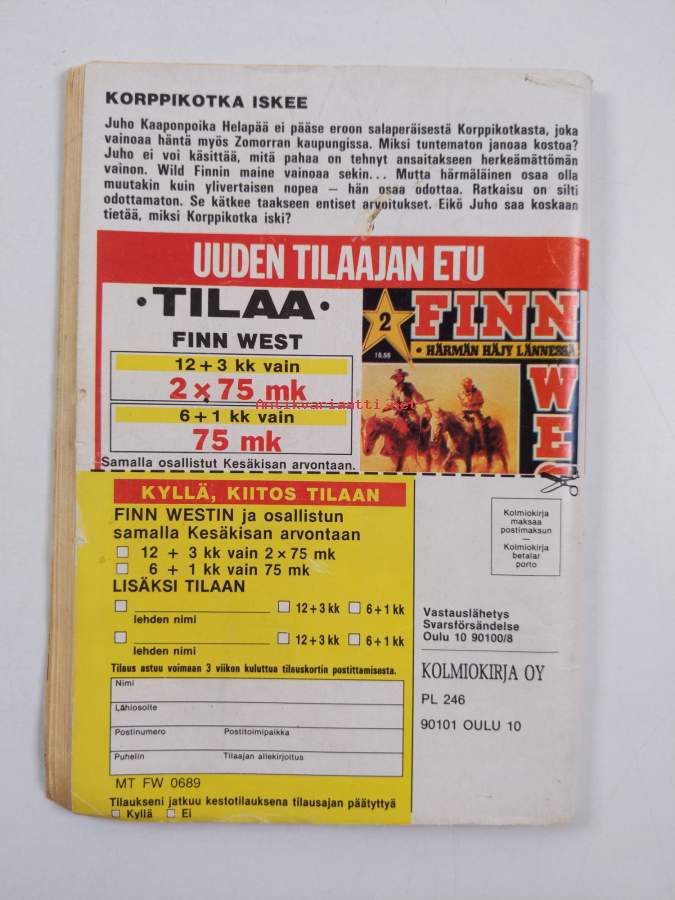 KORPPIKOTKA ISKEE
Juho Kaaponpoika Helapää ei pääse eroon salaperäisestä Korppikotkasta, joka
vainoaa häntä myös Zomorran kaupungissa. Miksi tuntematon janoaa kostoa?
Juho ei voi käsittää, mitä pahaa on tehnyt ansaitakseen herkeämättömän
vainon. Wild Finnin maine vainoaa sekin... Mutta härmäläinen osaa olla
muutakin kuin ylivertaisen nopea – hän osaa odottaa. Ratkaisu on silti
odottamaton. Se kätkee taakseen entiset arvoitukset. Eikö Juho saa koskaan
tietää, miksi Korppikotka iski?
UUDEN TILAAJAN ETU
•TILAA•
FINN WEST
12+3 kk vain
2×75 mk
6+1 kk vain
75 mk
Samalla osallistut Kesäkisan arvontaan.
2
FINN
• HÄRMÄN HÄJY LÄNNESSÄ
WES
Antikvariaatti.net
KYLLÄ, KIITOS TILAAN
FINN WESTIN ja osallistun
samalla Kesäkisan arvontaan
12 + 3 kk vain 2×75 mk
6 + 1 kk vain 75 mk
LISÄKSI TILAAN
12+3 kk 6+1 kk
lehden nimi
12+3 kk 6+1 kk
lehden nimi
Tilaus astuu voimaan 3 viikon kuluttua tilauskortin postittamisesta.
Nimi
Lähiosoite
Postinumero Postitoimipaikka
Puhelin Tilaajan allekirjoitus
MT FW 0689
Tilaukseni jatkuu kestotilauksena tilausajan päätyttyä
Kyllä Ei
Kolmiokirja
maksaa
postimaksun
—
Kolmiokirja
betalar
porto
Vastauslähetys
Svarsförsändelse
Oulu 10 90100/8
KOLMIOKIRJA OY
PL 246
90101 OULU 10